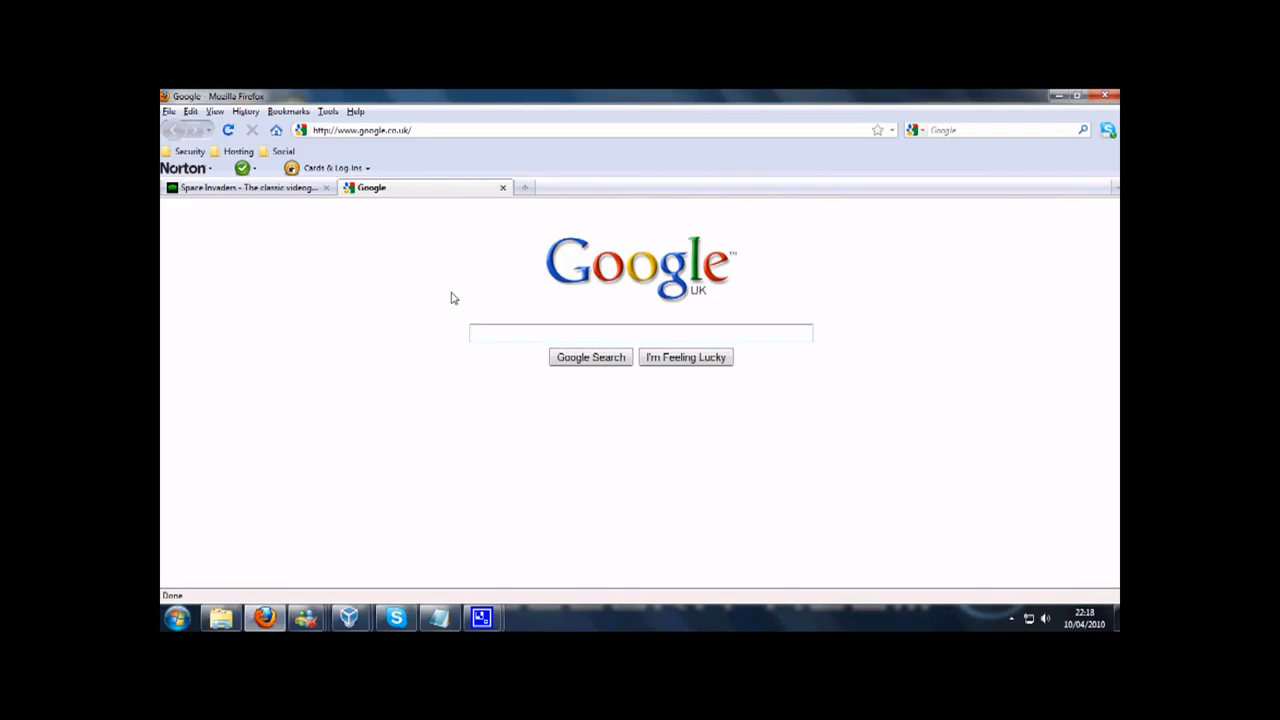 Google - Mozilla Firefox
File Edit View History Bookmarks Tools Help
http://www.google.co.uk/ Google
Security Hosting Social
Norton Cards & Log-ins
Space Invaders - The classic videog... Google
Google™
UK
Google Search I'm Feeling Lucky
Done
22:18
10/04/2010